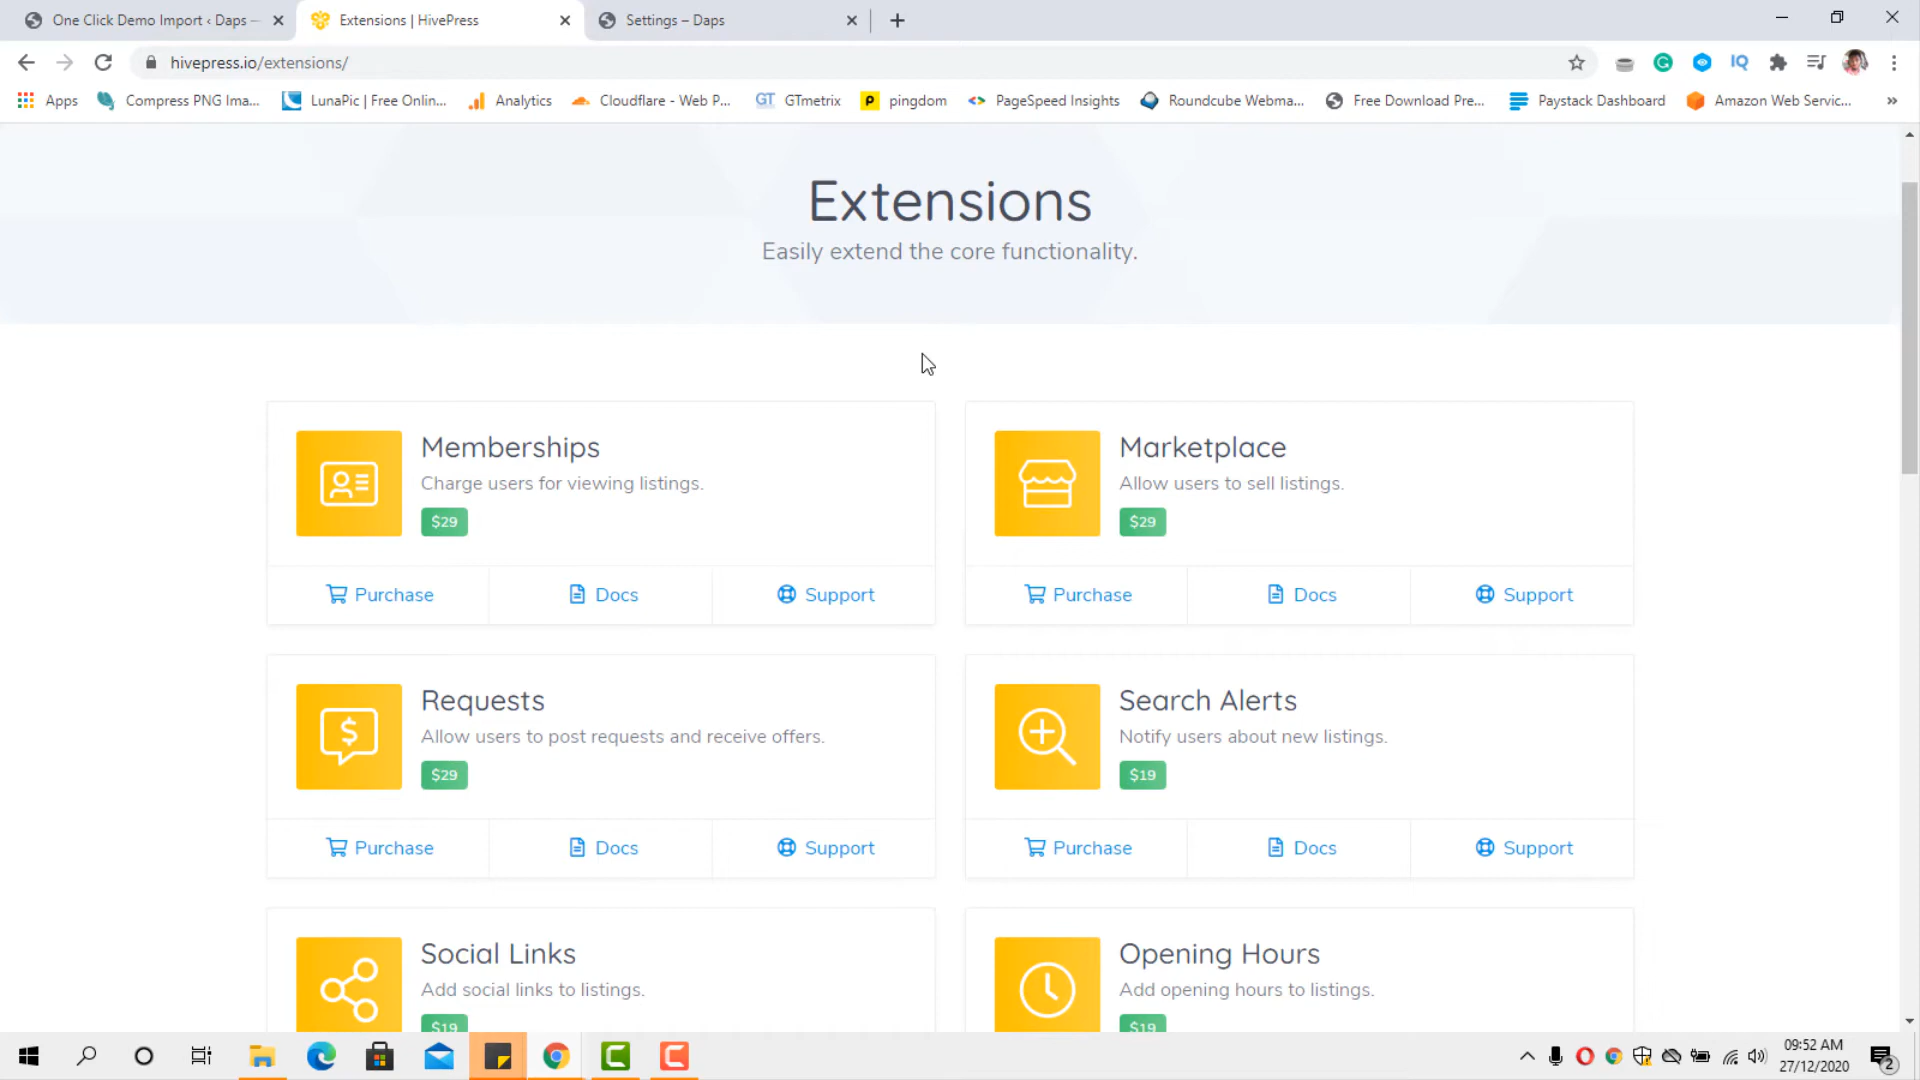 One Click Demo Import ‹ Daps –
Extensions | HivePress
Settings – Daps
hivepress.io/extensions/
IQ
Apps
Compress PNG Ima...
LunaPic | Free Onlin...
Analytics
Cloudflare - Web P...
GT GTmetrix
p pingdom
PageSpeed Insights
Roundcube Webma...
Free Download Pre...
Paystack Dashboard
Amazon Web Servic...
»
Extensions
Easily extend the core functionality.
Memberships
Charge users for viewing listings.
$29
Purchase
Docs
Support
Marketplace
Allow users to sell listings.
$29
Purchase
Docs
Support
Requests
Allow users to post requests and receive offers.
$29
Purchase
Docs
Support
Search Alerts
Notify users about new listings.
$19
Purchase
Docs
Support
Social Links
Add social links to listings.
$19
Opening Hours
Add opening hours to listings.
$19
09:52 AM
27/12/2020
2